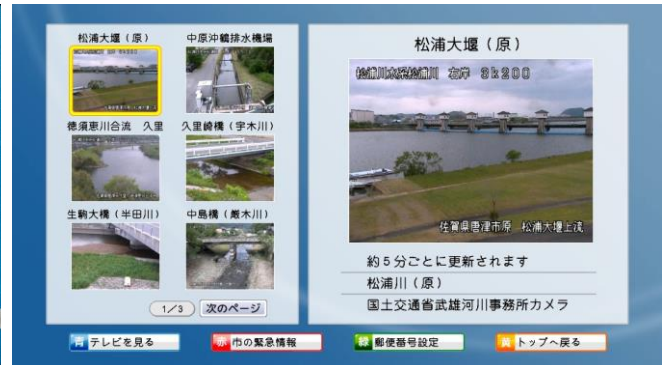 松浦大堰(原)
中原沖鶴排水機場
徳須恵川合流 久里
久里崎橋(宇木川)
生駒大橋(半田川)
中島橋(厳木川)
1/3
次のページ
松浦大堰(原)
松浦川水系松浦川 右岸 3k200
佐賀県唐津市原 松浦大堰上流
約5分ごとに更新されます
松浦川(原)
国土交通省武雄河川事務所カメラ
青 テレビを見る
赤 市の緊急情報
緑 郵便番号設定
黄 トップへ戻る